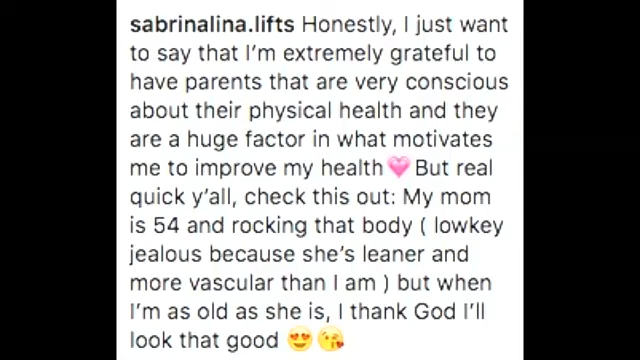 sabrinalina.lifts Honestly, I just want
to say that I'm extremely grateful to
have parents that are very conscious
about their physical health and they
are a huge factor in what motivates
me to improve my health💗But real
quick y'all, check this out: My mom
is 54 and rocking that body ( lowkey
jealous because she's leaner and
more vascular than I am ) but when
I'm as old as she is, I thank God I'll
look that good 😍😘